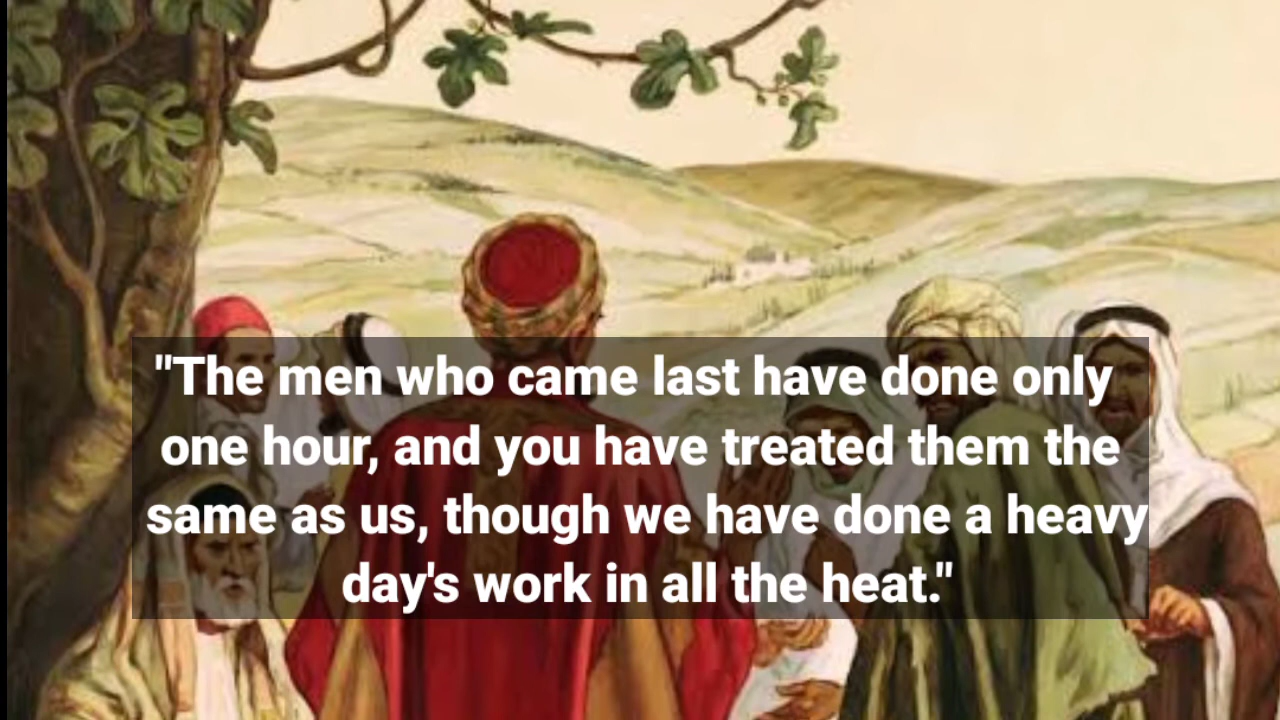 "The men who came last have done only
one hour, and you have treated them the
same as us, though we have done a heavy
day's work in all the heat."